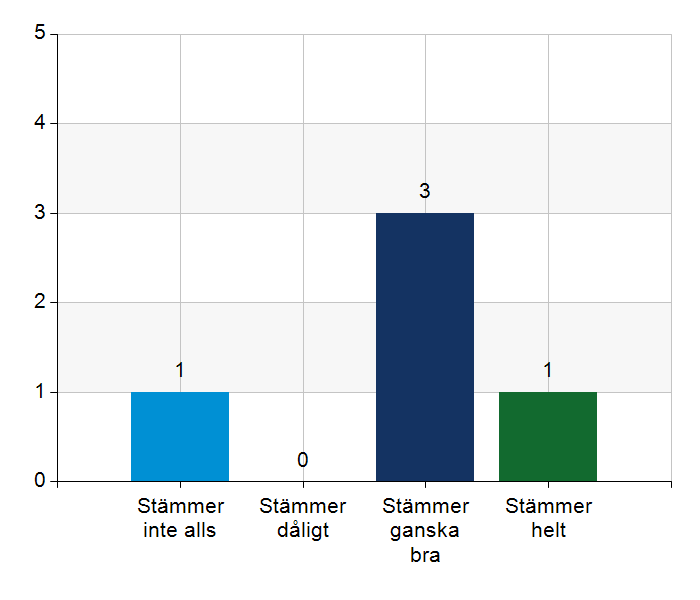 5
4
3
2
1
0
1
0
3
1
Stämmer
inte alls
Stämmer
dåligt
Stämmer
ganska
bra
Stämmer
helt